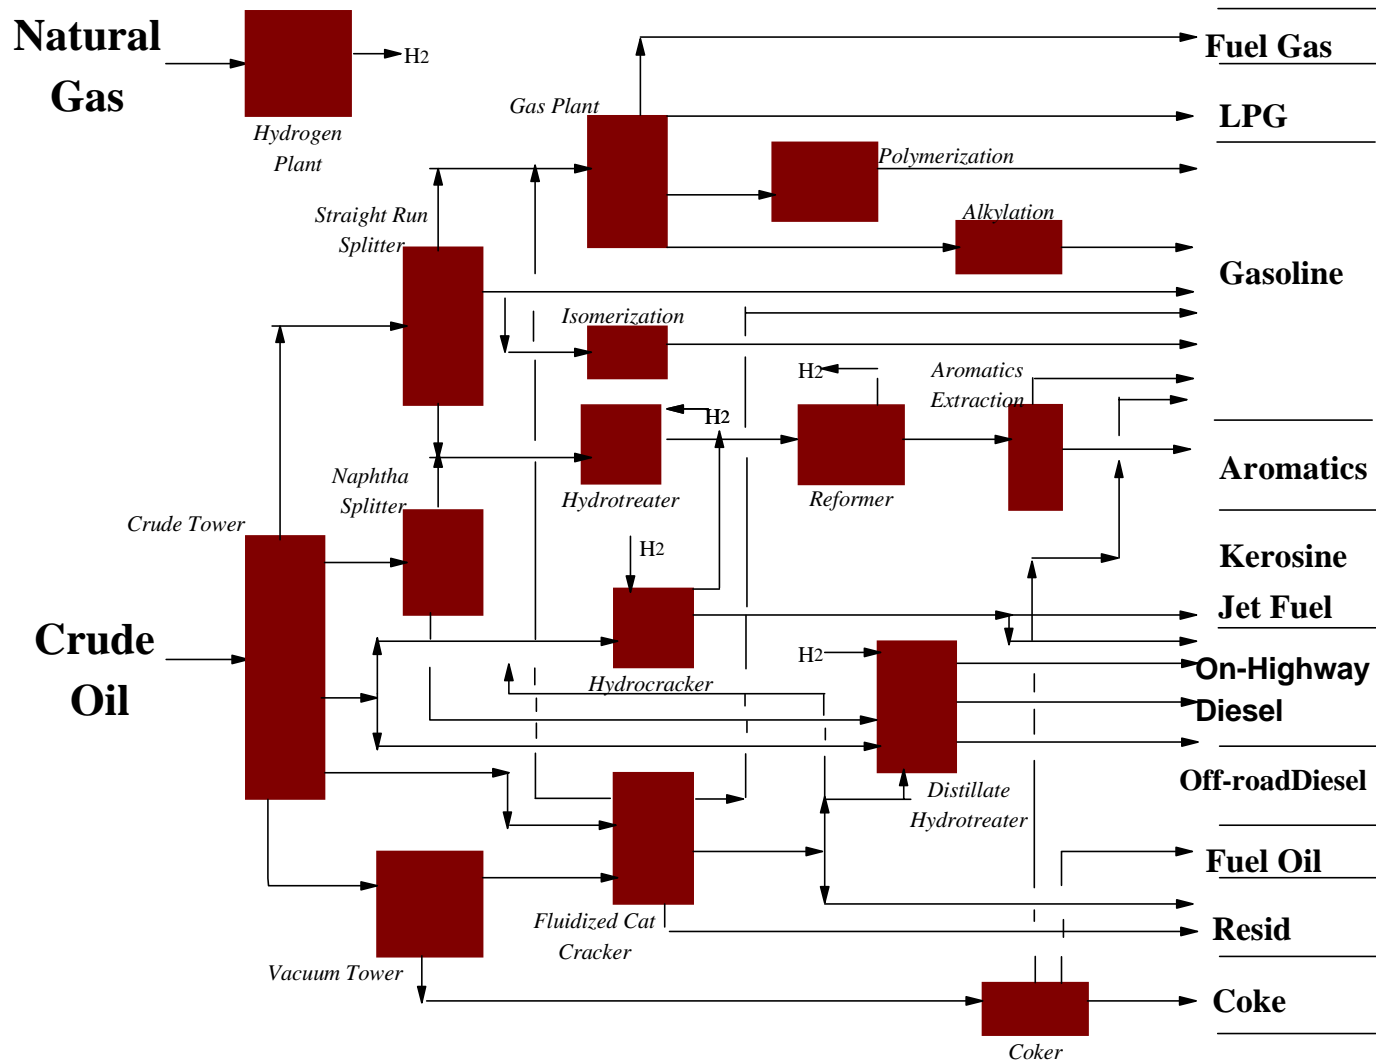 Natural
Gas
H2
Hydrogen
Plant
Gas Plant
Fuel Gas
LPG
Polymerization
Straight Run
Splitter
Alkylation
Gasoline
Isomerization
H2
Aromatics
Extraction
H2
Naphtha
Splitter
Hydrotreater
Reformer
Aromatics
Crude Tower
H2
Kerosine
Jet Fuel
Crude
Oil
H2
Hydrocracker
On-Highway
Diesel
Off-roadDiesel
Distillate
Hydrotreater
Fuel Oil
Fluidized Cat
Cracker
Resid
Vacuum Tower
Coke
Coker